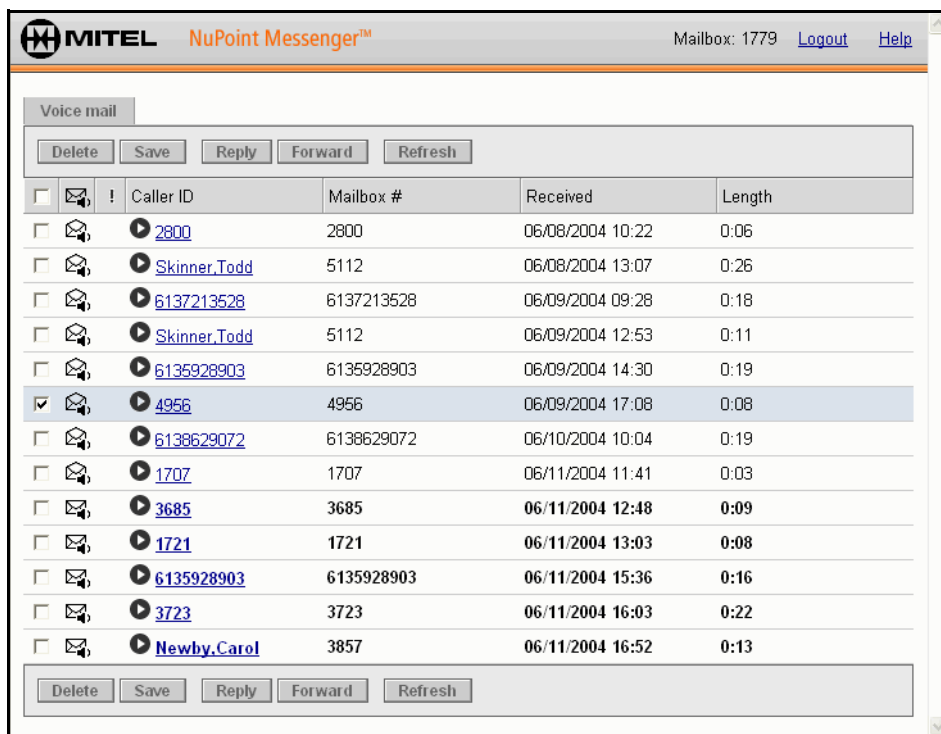 MITEL NuPoint Messenger™ Mailbox: 1779 Logout Help
Voice mail
Delete Save Reply Forward Refresh
! Caller ID Mailbox # Received Length
2800 2800 06/08/2004 10:22 0:06
Skinner,Todd 5112 06/08/2004 13:07 0:26
6137213528 6137213528 06/09/2004 09:28 0:18
Skinner,Todd 5112 06/09/2004 12:53 0:11
6135928903 6135928903 06/09/2004 14:30 0:19
4956 4956 06/09/2004 17:08 0:08
6138629072 6138629072 06/10/2004 10:04 0:19
1707 1707 06/11/2004 11:41 0:03
3685 3685 06/11/2004 12:48 0:09
1721 1721 06/11/2004 13:03 0:08
6135928903 6135928903 06/11/2004 15:36 0:16
3723 3723 06/11/2004 16:03 0:22
Newby,Carol 3857 06/11/2004 16:52 0:13
Delete Save Reply Forward Refresh